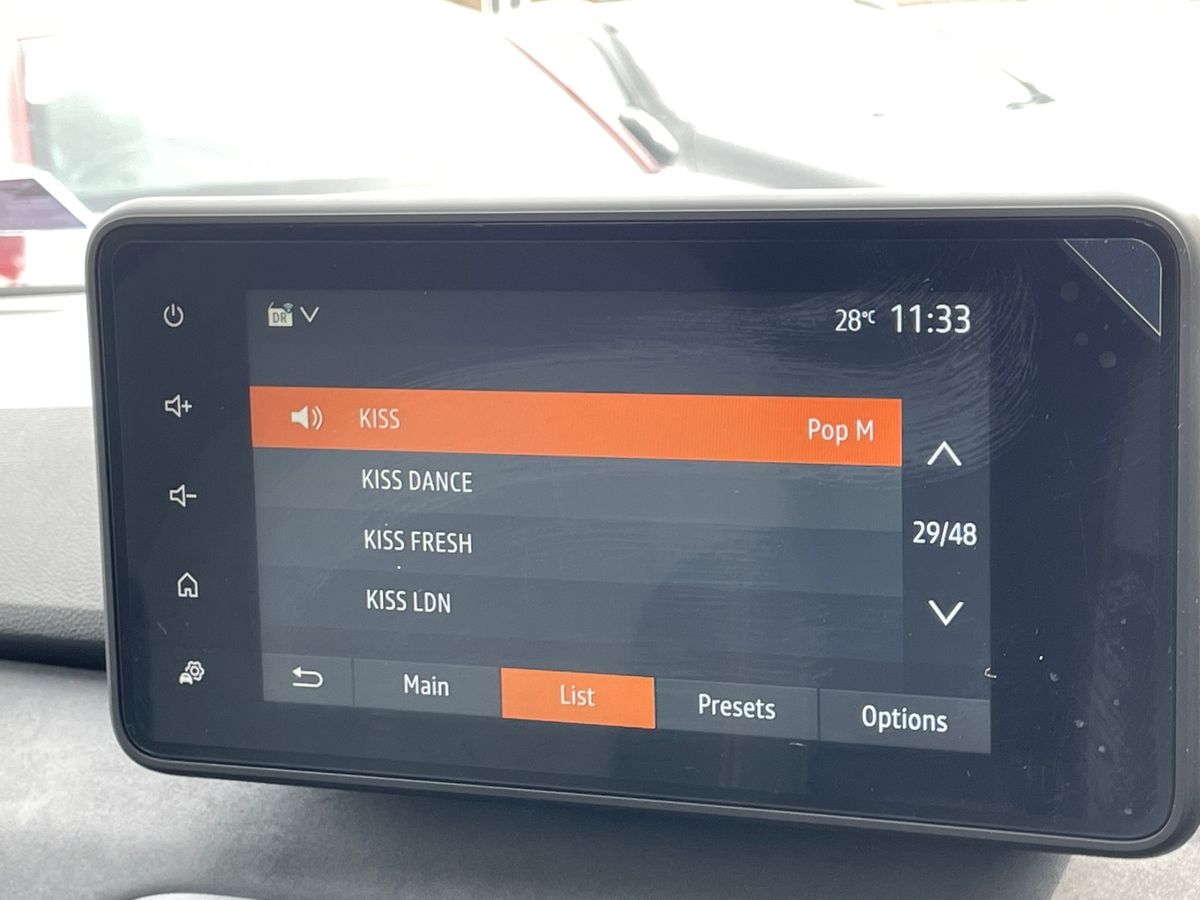 DR
28°C 11:33
KISS Pop M
KISS DANCE
KISS FRESH
KISS LDN
29/48
Main List Presets Options